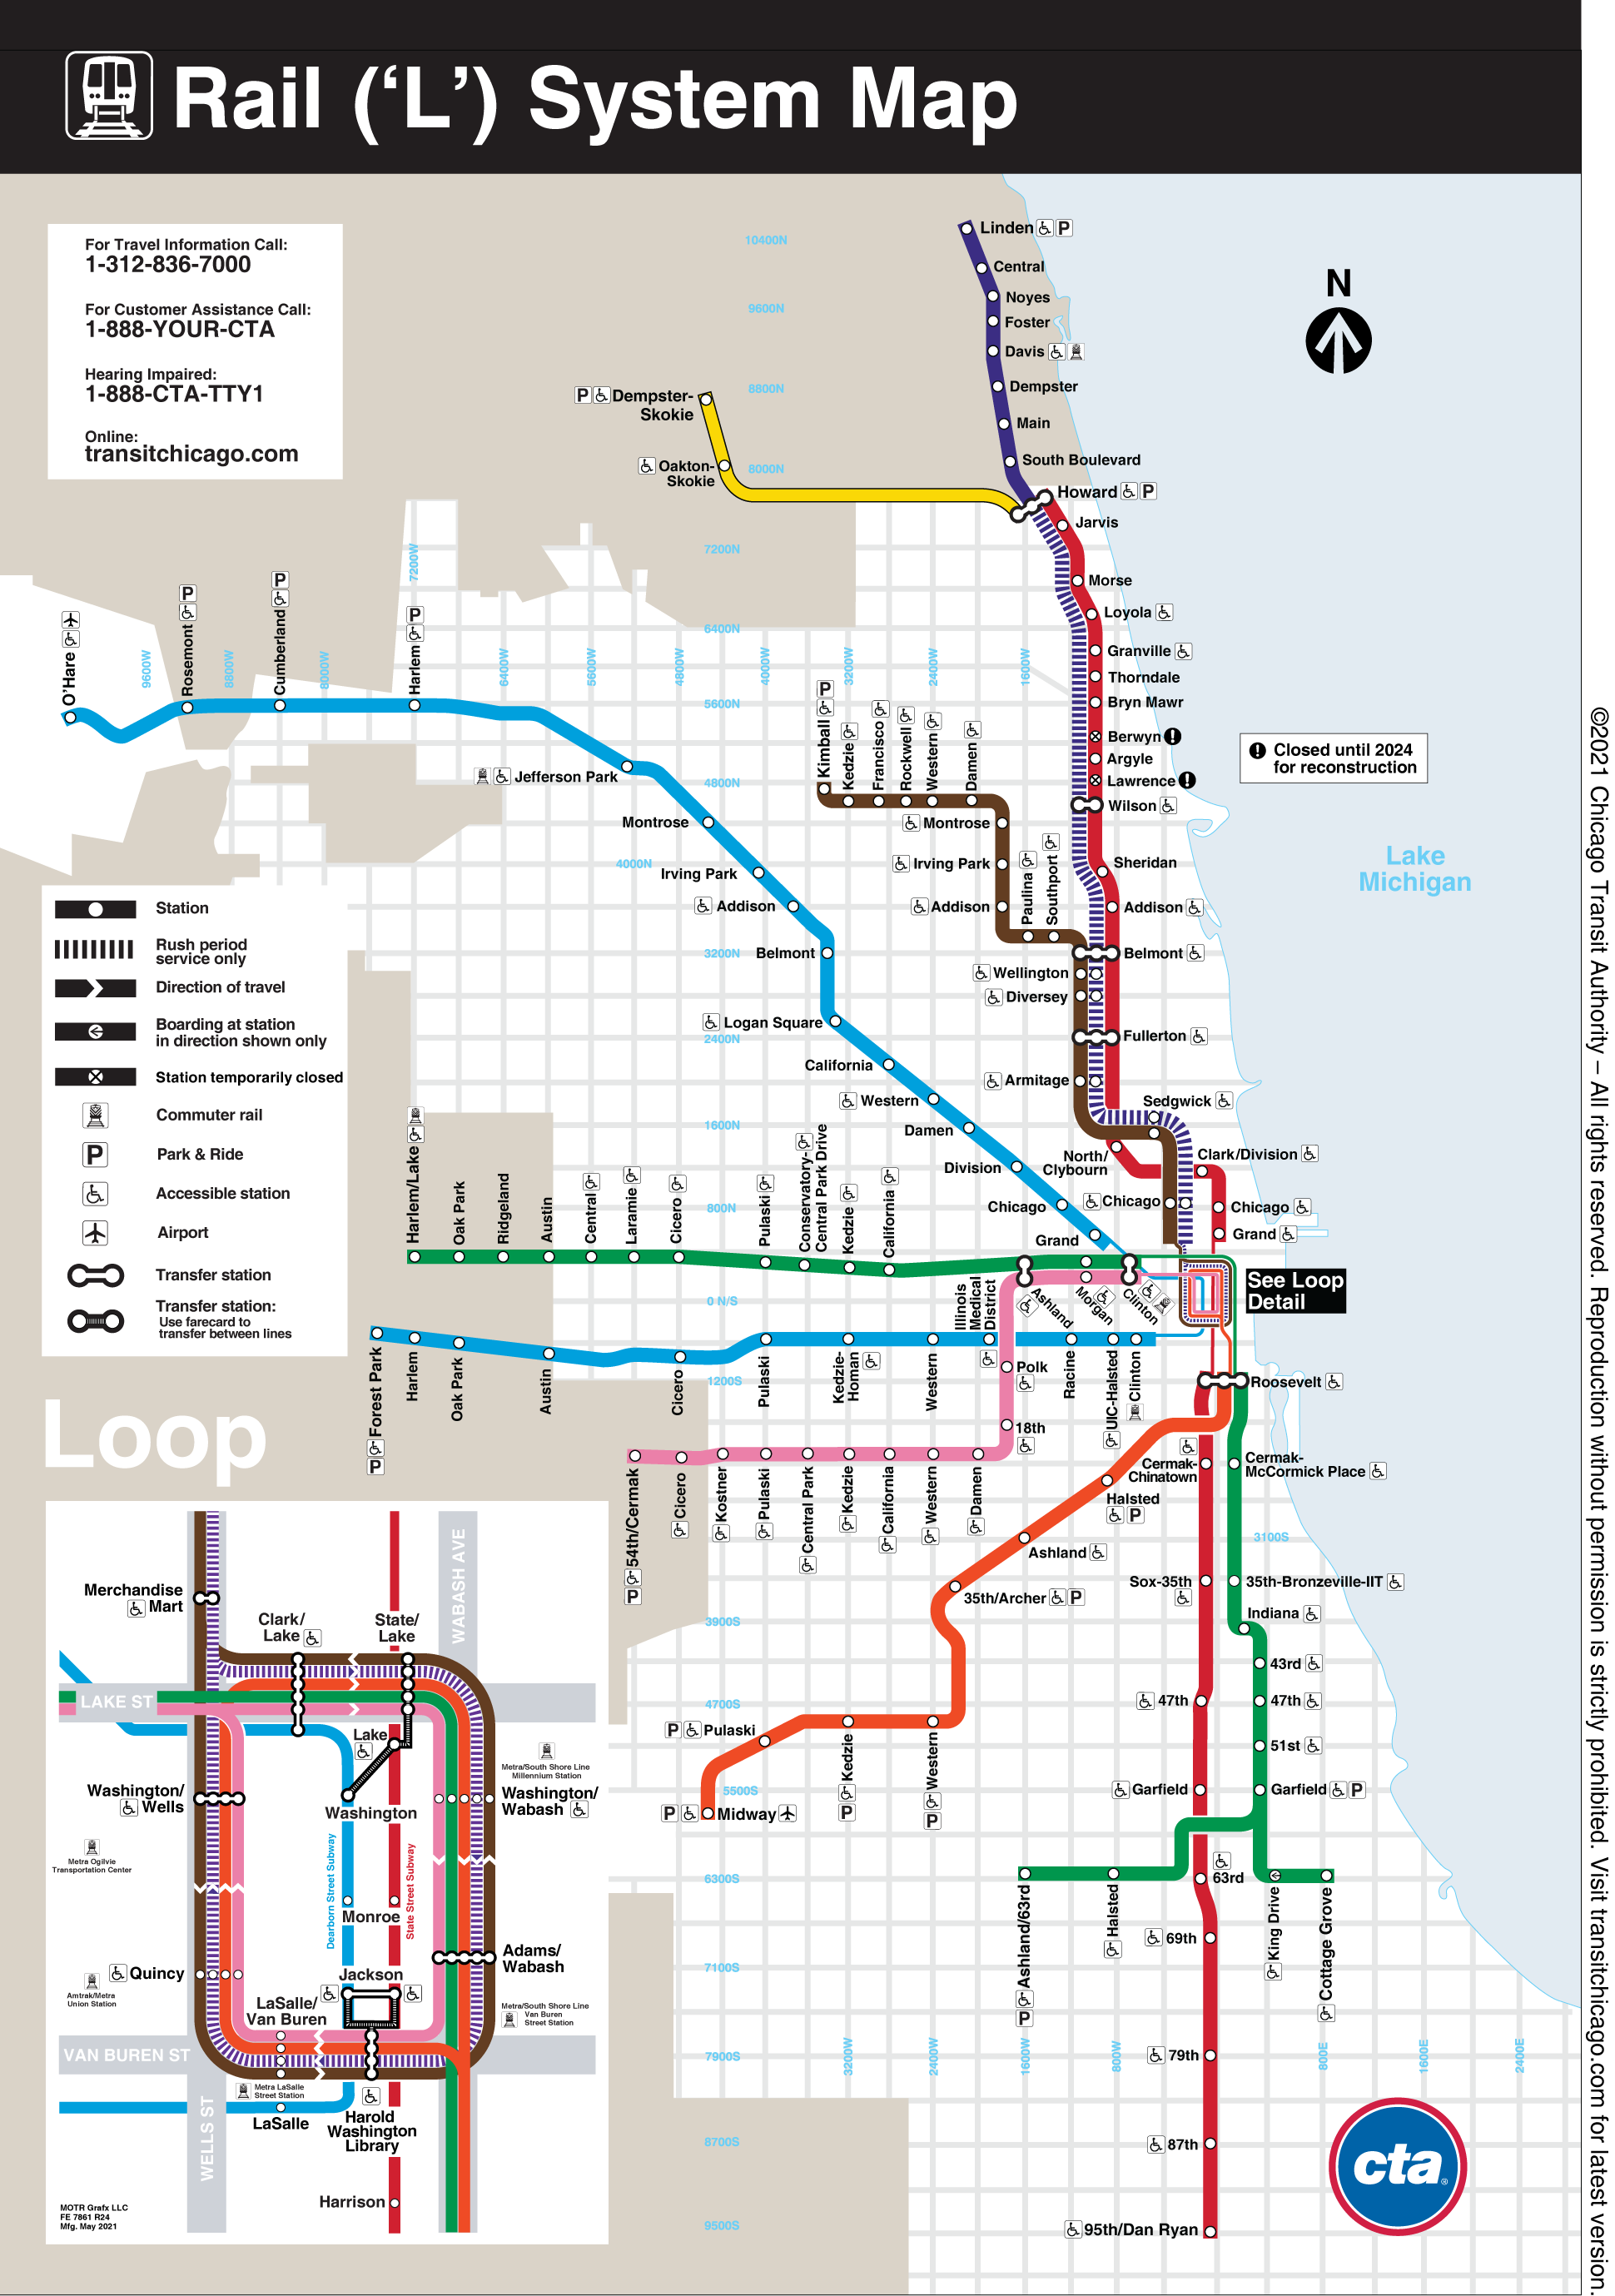 Rail (‘L’) System Map
For Travel Information Call:
1-312-836-7000
For Customer Assistance Call:
1-888-YOUR-CTA
Hearing Impaired:
1-888-CTA-TTY1
Online:
transitchicago.com
10400N
9600N
8800N
8000N
7200N
6400N
5600N
4800N
4000N
3200N
2400N
1600N
800N
0 N/S
1200S
3100S
3900S
4700S
5500S
6300S
7100S
7900S
8700S
9500S
9600W
8800W
8000W
7200W
6400W
5600W
4800W
4000W
3200W
2400W
1600W
N
Linden P
Central
Noyes
Foster
Davis
Dempster
Main
South Boulevard
Howard P
P Dempster-
Skokie
Oakton-
Skokie
Jarvis
Morse
Loyola
Granville
Thorndale
Bryn Mawr
Berwyn !
Argyle
Lawrence !
Wilson
Sheridan
Addison
Belmont
Fullerton
! Closed until 2024
for reconstruction
Lake
Michigan
O'Hare
Rosemont P
Cumberland P
Harlem P
Jefferson Park
Montrose
Irving Park
Addison
Belmont
Logan Square
California
Western
Damen
Division
Chicago
Grand
Kimball P
Kedzie
Francisco
Rockwell
Western
Damen
Montrose
Irving Park
Addison
Paulina
Southport
Wellington
Diversey
Armitage
Sedgwick
North/
Clybourn
Clark/Division
Chicago
Chicago
Grand
See Loop
Detail
Station
Rush period
service only
Direction of travel
Boarding at station
in direction shown only
Station temporarily closed
Commuter rail
P Park & Ride
Accessible station
Airport
Transfer station
Transfer station:
Use farecard to
transfer between lines
Harlem/Lake
Oak Park
Ridgeland
Austin
Central
Laramie
Cicero
Pulaski
Conservatory-
Central Park Drive
Kedzie
California
Ashland
Morgan
Clinton
Forest Park P
Harlem
Oak Park
Austin
Cicero
Pulaski
Kedzie-
Homan
Western
Illinois
Medical
District
Racine
UIC-Halsted
Clinton
Polk
18th
54th/Cermak P
Cicero
Kostner
Pulaski
Central Park
Kedzie
California
Western
Damen
Roosevelt
Cermak-
Chinatown
Cermak-
McCormick Place
Halsted
P
Ashland
35th/Archer P
Sox-35th
35th-Bronzeville-IIT
Indiana
43rd
47th
47th
51st
Garfield
Garfield P
P Pulaski
Kedzie P
Western P
P Midway
63rd
Ashland/63rd P
Halsted
King Drive
Cottage Grove
69th
79th
87th
95th/Dan Ryan
3200W
2400W
1600W
800W
800E
1600E
2400E
Loop
Merchandise
Mart
Clark/
Lake
State/
Lake
WABASH AVE
LAKE ST
Lake
Washington/
Wells
Washington
Metra/South Shore Line
Millennium Station
Washington/
Wabash
Metra Ogilvie
Transportation Center
Dearborn Street Subway
State Street Subway
Monroe
Quincy
Amtrak/Metra
Union Station
Jackson
Adams/
Wabash
LaSalle/
Van Buren
Metra/South Shore Line
Van Buren
Street Station
VAN BUREN ST
Metra LaSalle
Street Station
LaSalle
WELLS ST
Harold
Washington
Library
Harrison
MOTR Grafx LLC
FE 7861 R24
Mfg. May 2021
cta®
©2021 Chicago Transit Authority – All rights reserved. Reproduction without permission is strictly prohibited. Visit transitchicago.com for latest version.